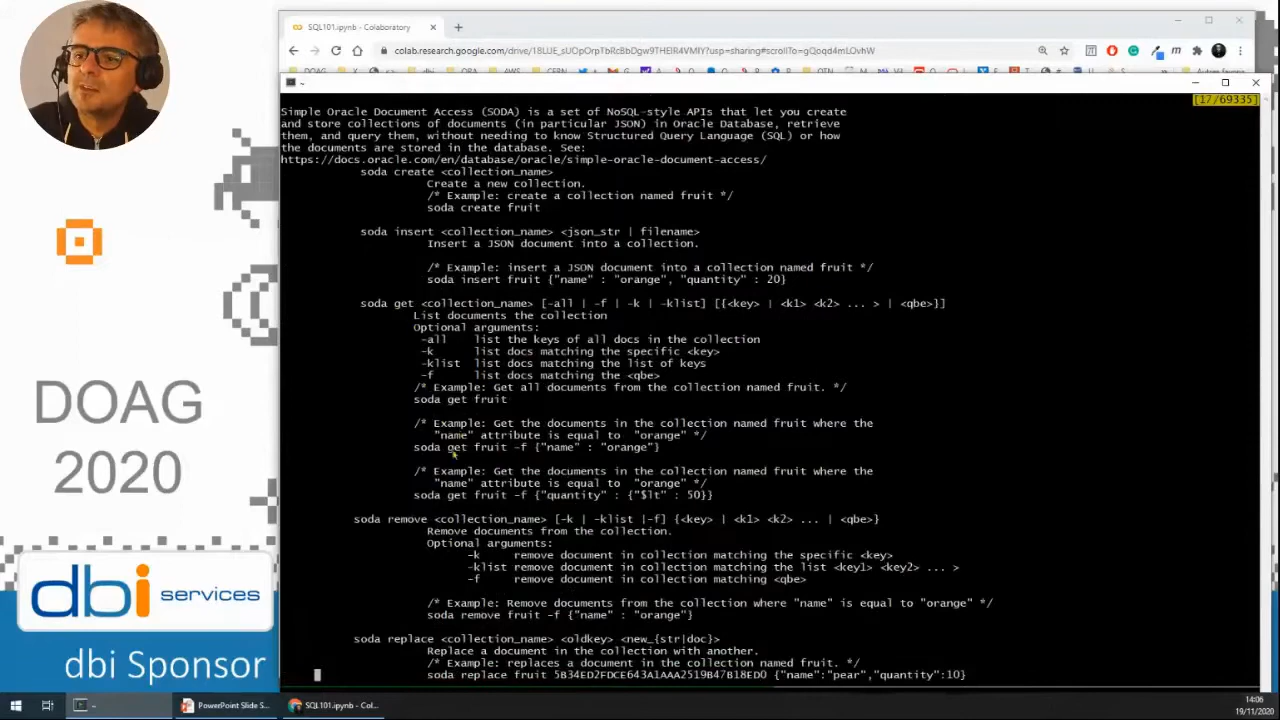 SQL101.ipynb - Colaboratory
colab.research.google.com/drive/18LUE_sUOpOrpTbRcBbDgw9THEIR4VMIY?usp=sharing#scrollTo=gQoqd4mLOvhW
DOAG
[17/69335]
Simple Oracle Document Access (SODA) is a set of NoSQL-style APIs that let you create
and store collections of documents (in particular JSON) in Oracle Database, retrieve
them, and query them, without needing to know Structured Query Language (SQL) or how
the documents are stored in the database. See:
https://docs.oracle.com/en/database/oracle/simple-oracle-document-access/
soda create <collection_name>
Create a new collection.
/* Example: create a collection named fruit */
soda create fruit
soda insert <collection_name> <json_str | filename>
Insert a JSON document into a collection.
/* Example: insert a JSON document into a collection named fruit */
soda insert fruit {"name" : "orange", "quantity" : 20}
soda get <collection_name> [-all | -f | -k | -klist] [{<key> | <k1> <k2> ... > | <qbe>}]
List documents the collection
Optional arguments:
-all list the keys of all docs in the collection
-k list docs matching the specific <key>
-klist list docs matching the list of keys
-f list docs matching the <qbe>
/* Example: Get all documents from the collection named fruit. */
soda get fruit
/* Example: Get the documents in the collection named fruit where the
"name" attribute is equal to "orange" */
soda get fruit -f {"name" : "orange"}
/* Example: Get the documents in the collection named fruit where the
"name" attribute is equal to "orange" */
soda get fruit -f {"quantity" : {"$lt" : 50}}
soda remove <collection_name> [-k | -klist |-f] {<key> | <k1> <k2> ... | <qbe>}
Remove documents from the collection.
Optional arguments:
-k remove document in collection matching the specific <key>
-klist remove document in collection matching the list <key1> <key2> ... >
-f remove document in collection matching <qbe>
/* Example: Remove documents from the collection where "name" is equal to "orange" */
soda remove fruit -f {"name" : "orange"}
soda replace <collection_name> <oldkey> <new_{str|doc}>
Replace a document in the collection with another.
/* Example: replaces a document in the collection named fruit. */
soda replace fruit 5B34ED2FDCE643A1AAA2519B47B18ED0 {"name":"pear","quantity":10}
DOAG
2020
dbi services
dbi Sponsor
PowerPoint Slide S...
SQL101.ipynb - Col...
14:06
19/11/2020